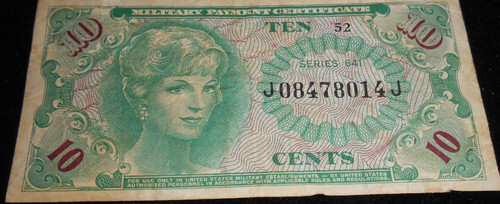 MILITARY PAYMENT CERTIFICATE
10 TEN 52 10
SERIES 641
J08478014J
10 CENTS 10
FOR USE ONLY IN UNITED STATES MILITARY ESTABLISHMENTS - BY UNITED STATES
AUTHORIZED PERSONNEL IN ACCORDANCE WITH APPLICABLE RULES AND REGULATIONS.